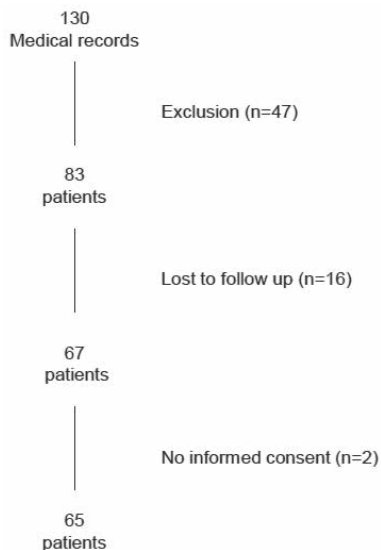 130
Medical records
Exclusion (n=47)
83
patients
Lost to follow up (n=16)
67
patients
No informed consent (n=2)
65
patients